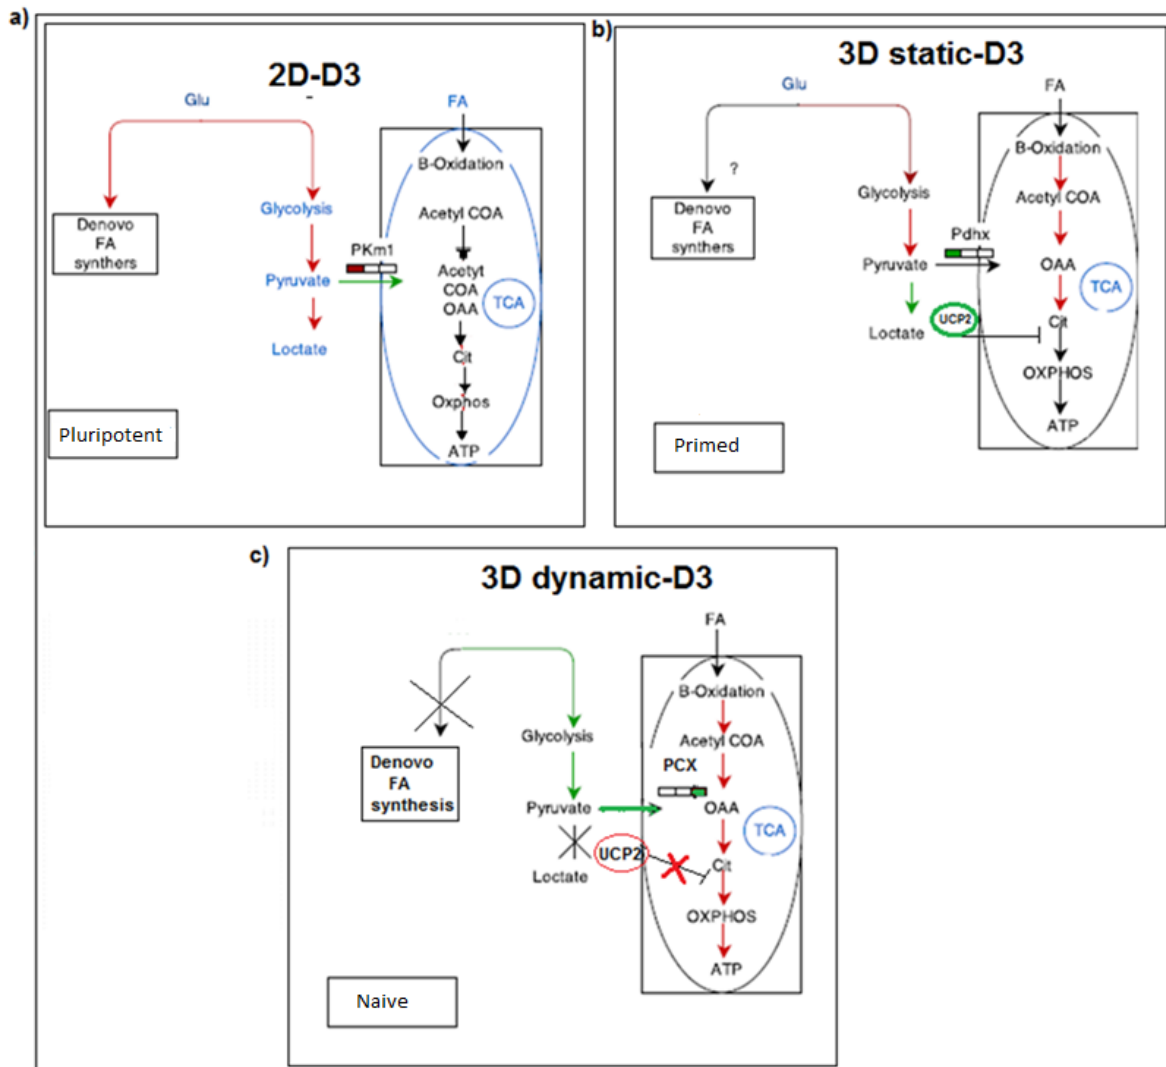 a)
2D-D3
Glu
FA
B-Oxidation
Glycolysis
Denovo
FA
synthers
Acetyl COA
PKm1
Pyruvate
Acetyt
COA
OAA
TCA
Loctate
Cit
Oxphos
ATP
Pluripotent
b)
3D static-D3
Glu
FA
?
B-Oxidation
Glycolysis
Acetyl COA
Denovo
FA
synthers
Pdhx
Pyruvate
OAA
TCA
Loctate
UCP2
Cit
OXPHOS
ATP
Primed
c)
3D dynamic-D3
FA
B-Oxidation
Glycolysis
Acetyl COA
Denovo
FA
synthesis
PCX
Pyruvate
OAA
TCA
UCP2
Cit
Loctate
OXPHOS
ATP
Naive